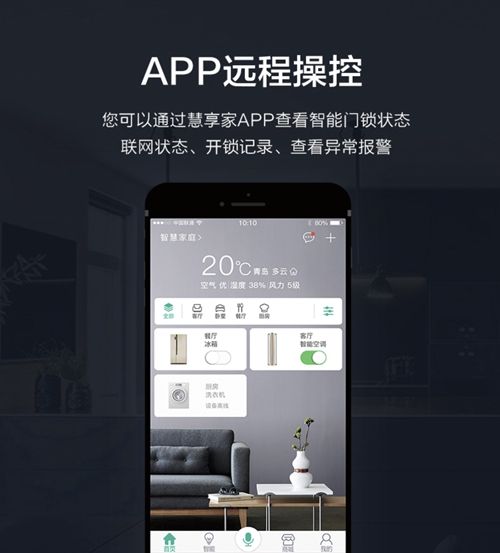 APP远程操控
您可以通过慧享家APP查看智能门锁状态
联网状态、开锁记录、查看异常报警
中国联通 10:10 80%
智慧家庭>
20℃ 青岛 多云
空气 优 湿度 38% 风力 5级
全部 客厅 卧室 餐厅 厨房
餐厅
冰箱
客厅
智能空调
厨房
洗衣机
设备离线
首页 智能 商城 我的